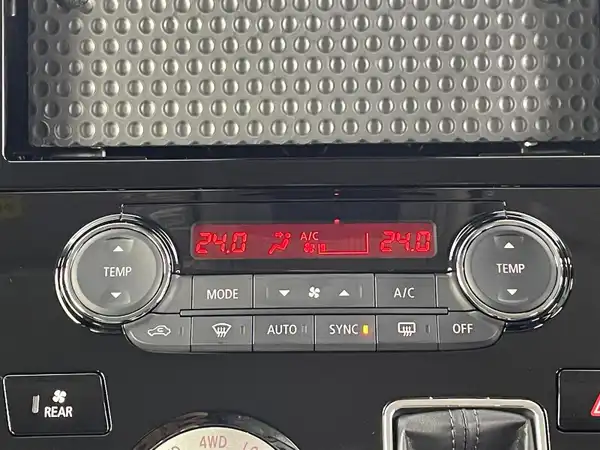 24.0 A/C 24.0
TEMP
TEMP
MODE A/C
AUTO SYNC OFF
REAR
4WD